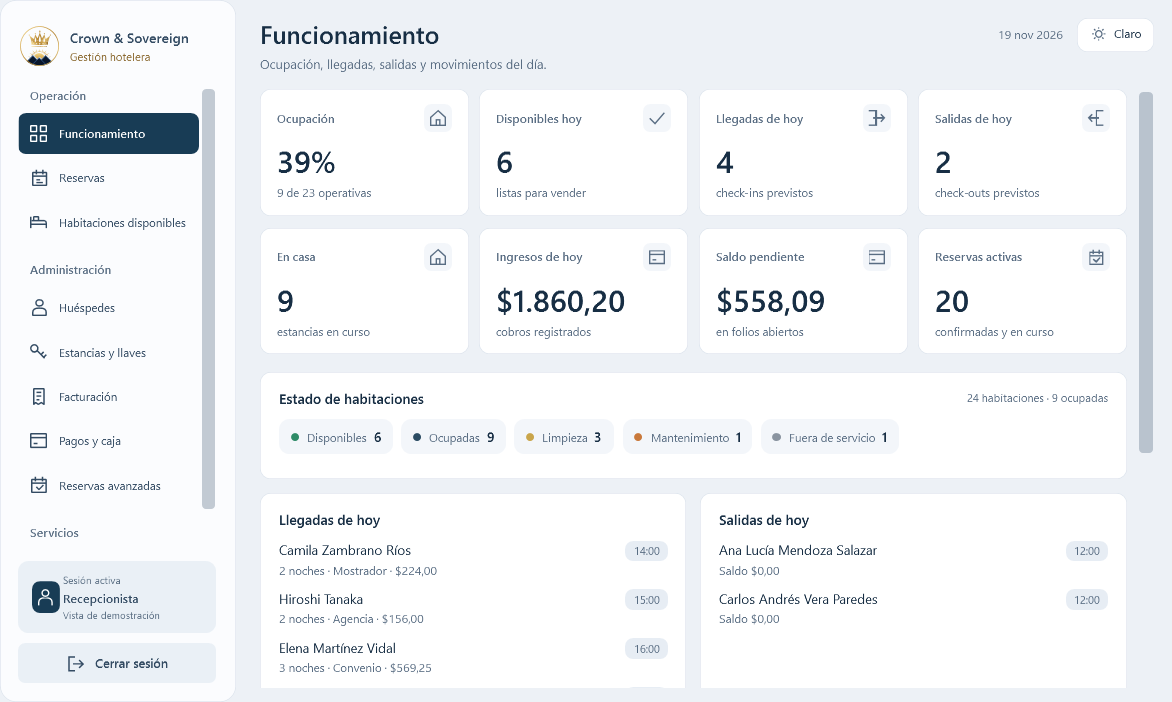 Crown & Sovereign
Gestión hotelera
Operación
Funcionamiento
Reservas
Habitaciones disponibles
Administración
Huéspedes
Estancias y llaves
Facturación
Pagos y caja
Reservas avanzadas
Servicios
Sesión activa
Recepcionista
Vista de demostración
Cerrar sesión
Funcionamiento
Ocupación, llegadas, salidas y movimientos del día.
19 nov 2026
Claro
Ocupación
39%
9 de 23 operativas
Disponibles hoy
6
listas para vender
Llegadas de hoy
4
check-ins previstos
Salidas de hoy
2
check-outs previstos
En casa
9
estancias en curso
Ingresos de hoy
$1.860,20
cobros registrados
Saldo pendiente
$558,09
en folios abiertos
Reservas activas
20
confirmadas y en curso
Estado de habitaciones
24 habitaciones · 9 ocupadas
Disponibles 6
Ocupadas 9
Limpieza 3
Mantenimiento 1
Fuera de servicio 1
Llegadas de hoy
Camila Zambrano Ríos
14:00
2 noches · Mostrador · $224,00
Hiroshi Tanaka
15:00
2 noches · Agencia · $156,00
Elena Martínez Vidal
16:00
3 noches · Convenio · $569,25
Salidas de hoy
Ana Lucía Mendoza Salazar
12:00
Saldo $0,00
Carlos Andrés Vera Paredes
12:00
Saldo $0,00